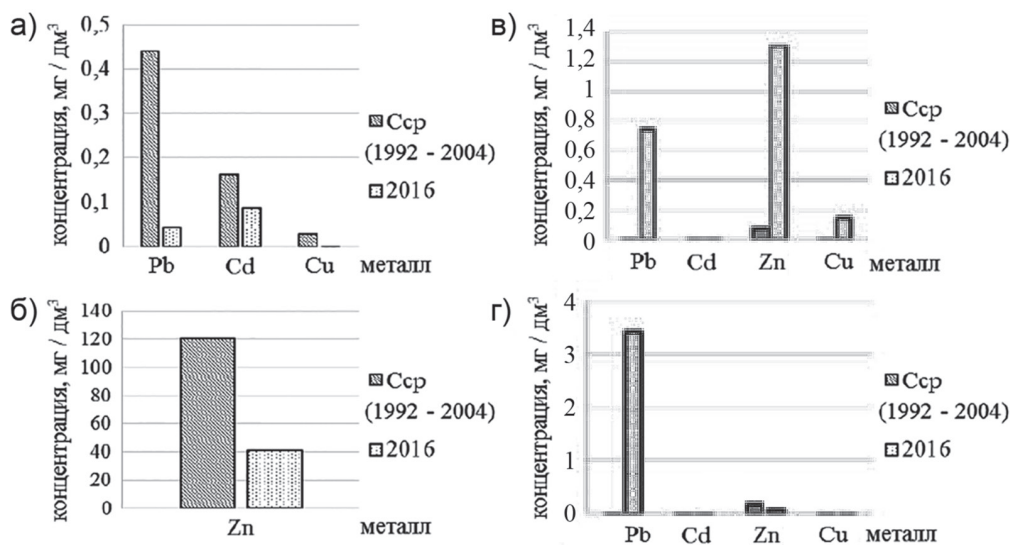 а)
концентрация, мг / дм³
0,5
0,4
0,3
0,2
0,1
0
Pb Cd Cu металл
Сср
(1992 - 2004)
2016
в)
концентрация, мг / дм³
1,4
1,2
1
0,8
0,6
0,4
0,2
0
Pb Cd Zn Cu металл
Сср
(1992 - 2004)
2016
б)
концентрация, мг / дм³
140
120
100
80
60
40
20
0
Zn металл
Сср
(1992 - 2004)
2016
г)
концентрация, мг / дм³
4
3
2
1
0
Pb Cd Zn Cu металл
Сср
(1992 - 2004)
2016